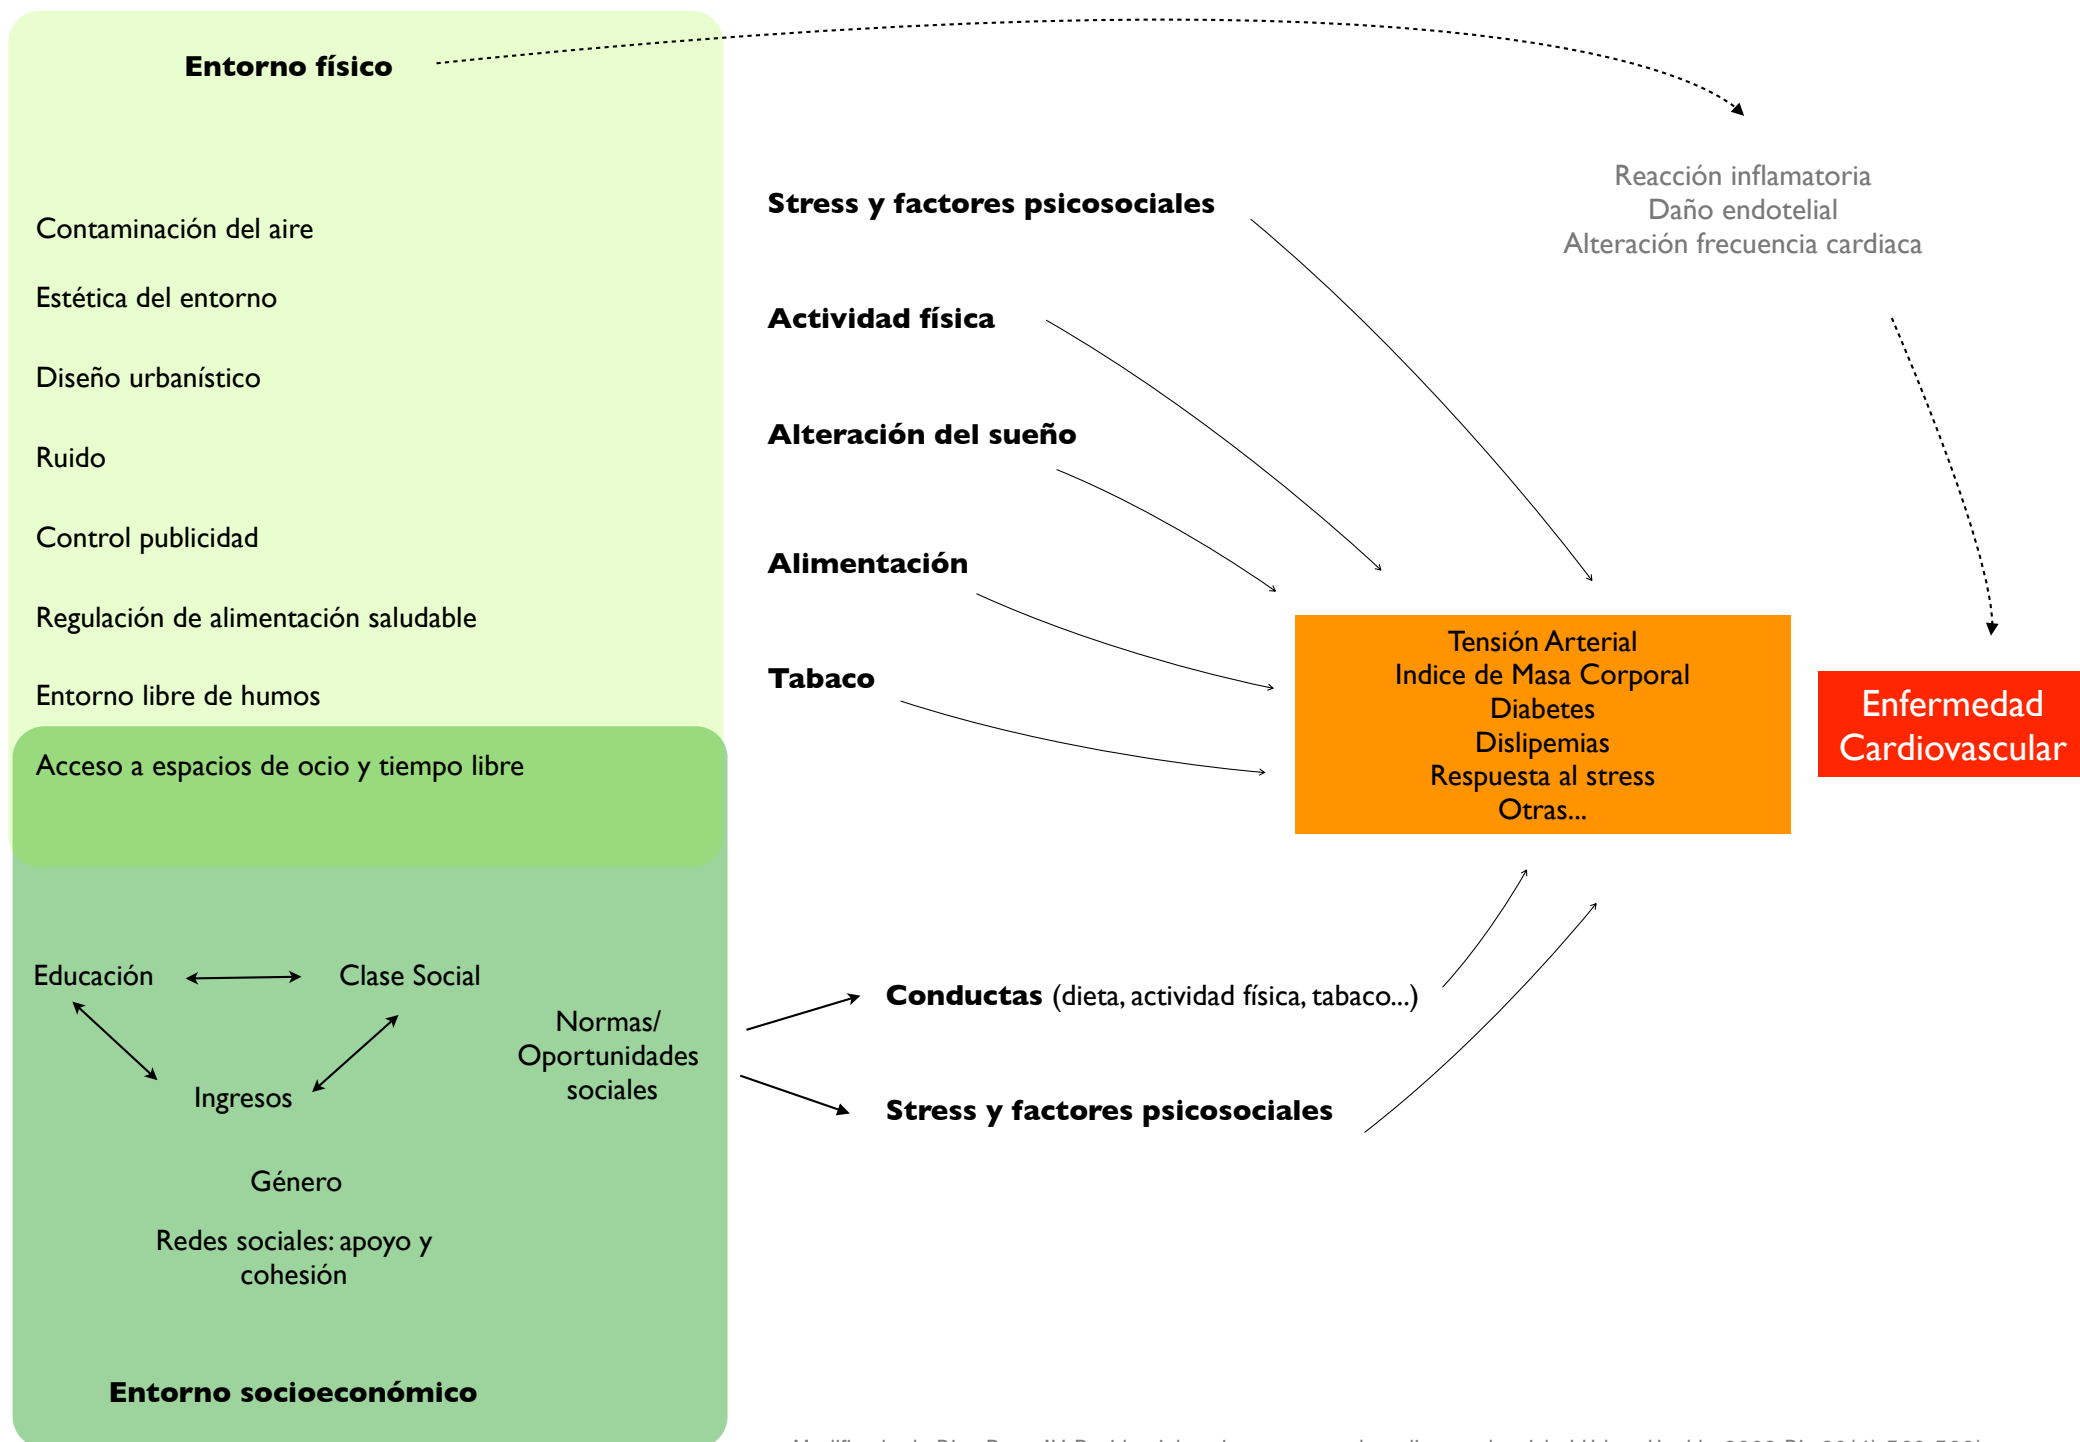 Entorno físico
Contaminación del aire
Estética del entorno
Diseño urbanístico
Ruido
Control publicidad
Regulación de alimentación saludable
Entorno libre de humos
Acceso a espacios de ocio y tiempo libre
Educación
Clase Social
Ingresos
Normas/
Oportunidades
sociales
Género
Redes sociales: apoyo y
cohesión
Entorno socioeconómico
Stress y factores psicosociales
Actividad física
Alteración del sueño
Alimentación
Tabaco
Conductas (dieta, actividad física, tabaco...)
Stress y factores psicosociales
Reacción inflamatoria
Daño endotelial
Alteración frecuencia cardiaca
Tensión Arterial
Indice de Masa Corporal
Diabetes
Dislipemias
Respuesta al stress
Otras...
Enfermedad
Cardiovascular